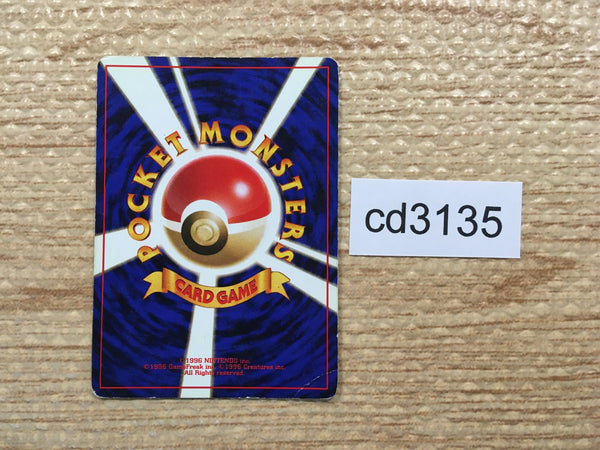 POCKET MONSTERS
CARD GAME
©1996 NINTENDO inc.
©1996 GameFreak inc. ©1996 Creatures inc.
All Rights reserved.
cd3135